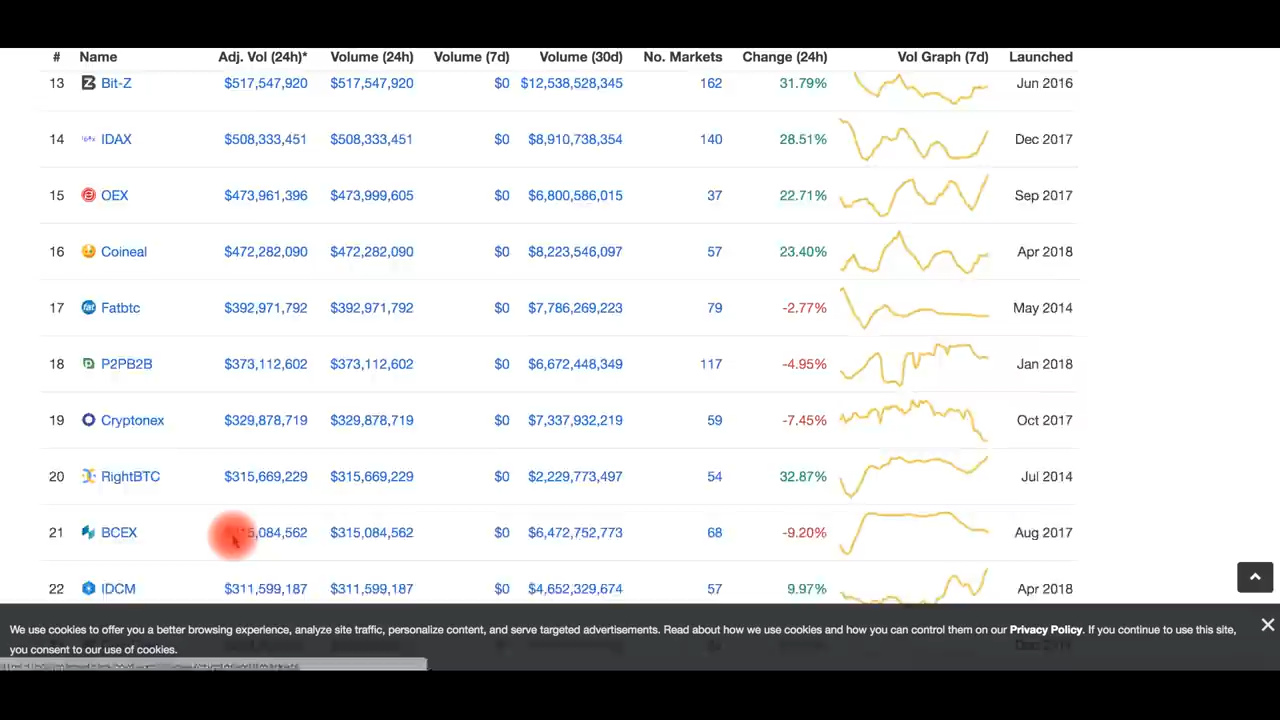 # Name Adj. Vol (24h)* Volume (24h) Volume (7d) Volume (30d) No. Markets Change (24h) Vol Graph (7d) Launched
13 Bit-Z $517,547,920 $517,547,920 $0 $12,538,528,345 162 31.79% Jun 2016
14 IDAX $508,333,451 $508,333,451 $0 $8,910,738,354 140 28.51% Dec 2017
15 OEX $473,961,396 $473,999,605 $0 $6,800,586,015 37 22.71% Sep 2017
16 Coineal $472,282,090 $472,282,090 $0 $8,223,546,097 57 23.40% Apr 2018
17 Fatbtc $392,971,792 $392,971,792 $0 $7,786,269,223 79 -2.77% May 2014
18 P2PB2B $373,112,602 $373,112,602 $0 $6,672,448,349 117 -4.95% Jan 2018
19 Cryptonex $329,878,719 $329,878,719 $0 $7,337,932,219 59 -7.45% Oct 2017
20 RightBTC $315,669,229 $315,669,229 $0 $2,229,773,497 54 32.87% Jul 2014
21 BCEX 5,084,562 $315,084,562 $0 $6,472,752,773 68 -9.20% Aug 2017
22 IDCM $311,599,187 $311,599,187 $0 $4,652,329,674 57 9.97% Apr 2018
We use cookies to offer you a better browsing experience, analyze site traffic, personalize content, and serve targeted advertisements. Read about how we use cookies and how you can control them on our Privacy Policy. If you continue to use this site,
you consent to our use of cookies.